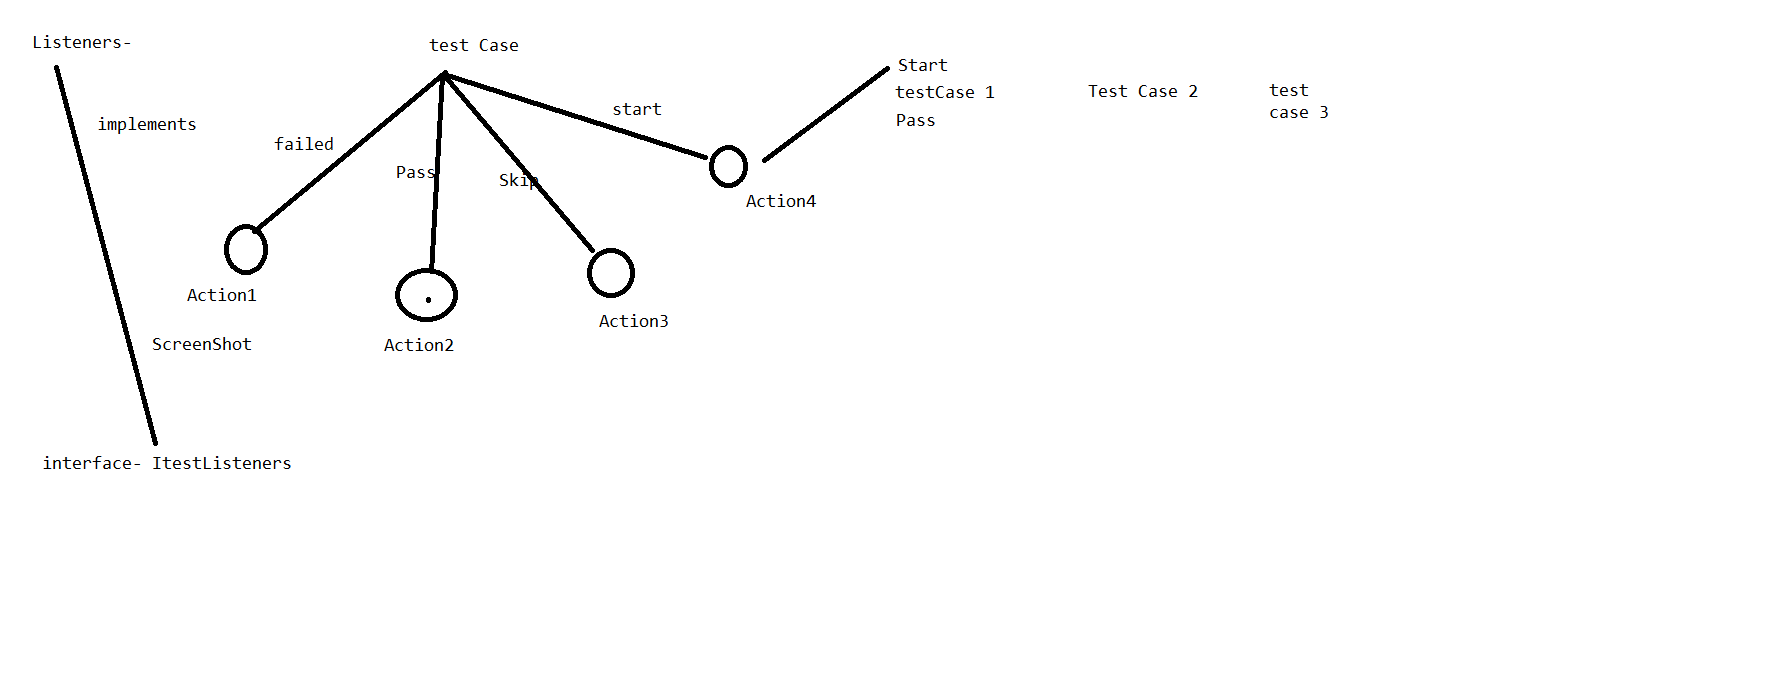 Listeners-
implements
ScreenShot
interface- ItestListeners
test Case
failed
Pass
Skip
start
Action1
Action2
Action3
Action4
Start
testCase 1
Pass
Test Case 2
test
case 3